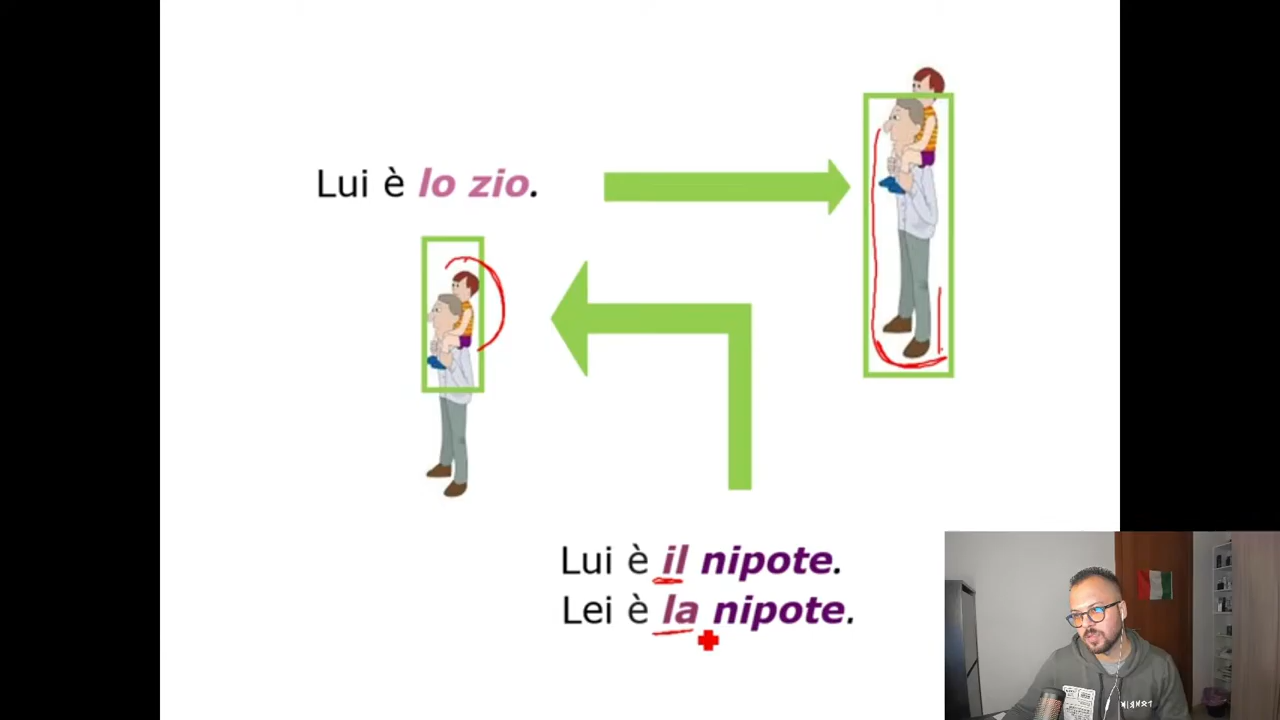 Lui è lo zio.
Lui è il nipote.
Lei è la nipote.